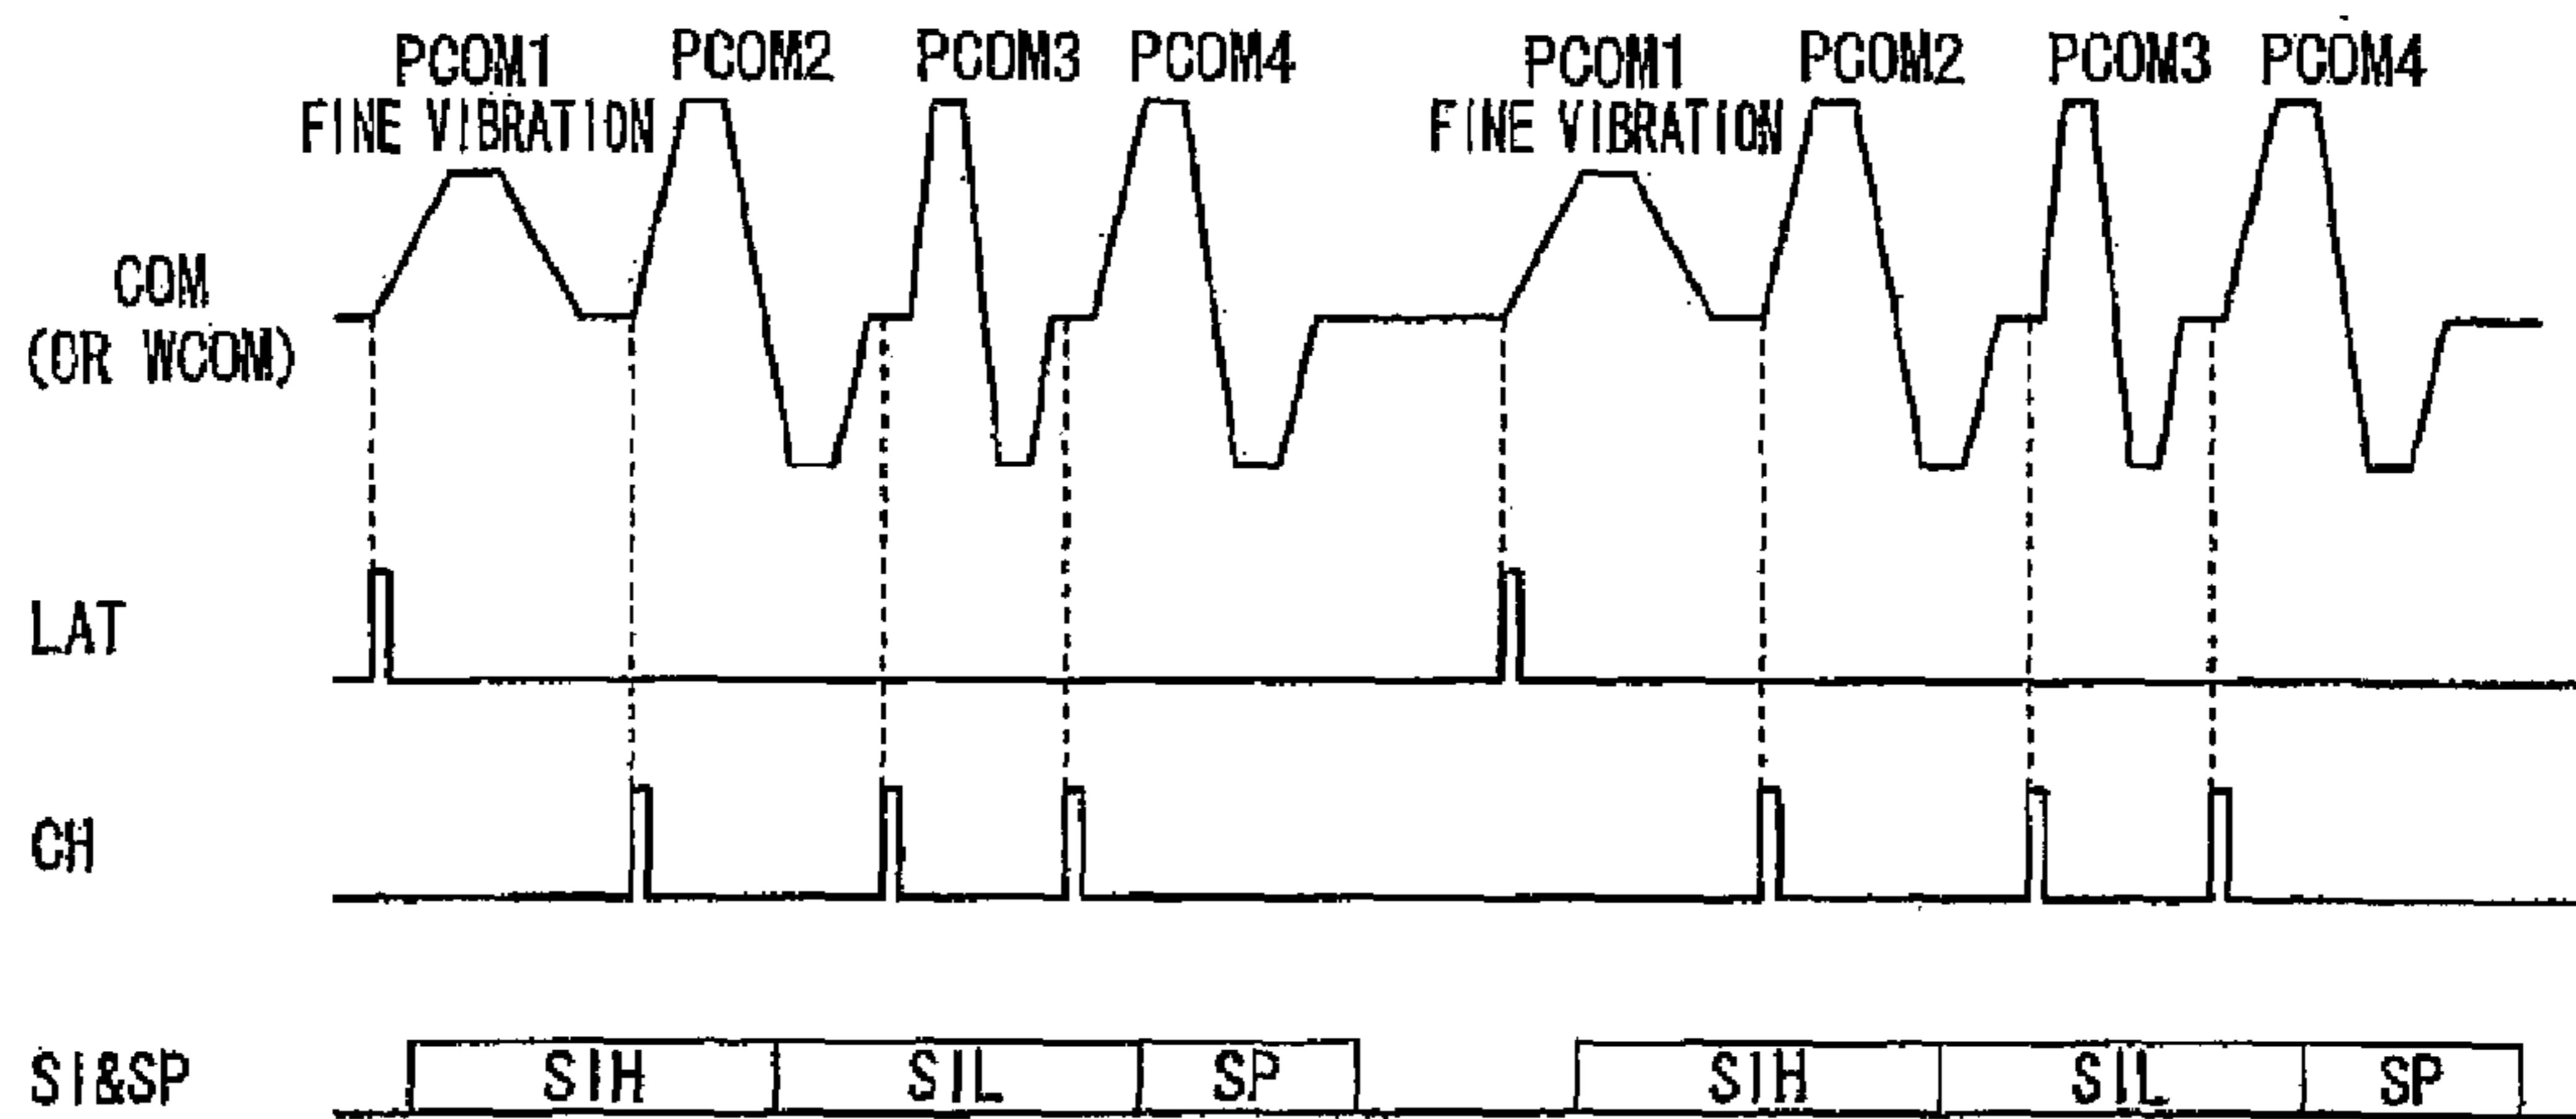 PCOM1 PCOM2 PCOM3 PCOM4 PCOM1 PCOM2 PCOM3 PCOM4
FINE VIBRATION FINE VIBRATION
COM
(OR WCOM)
LAT
CH
SI&SP SIH SIL SP SIH SIL SP